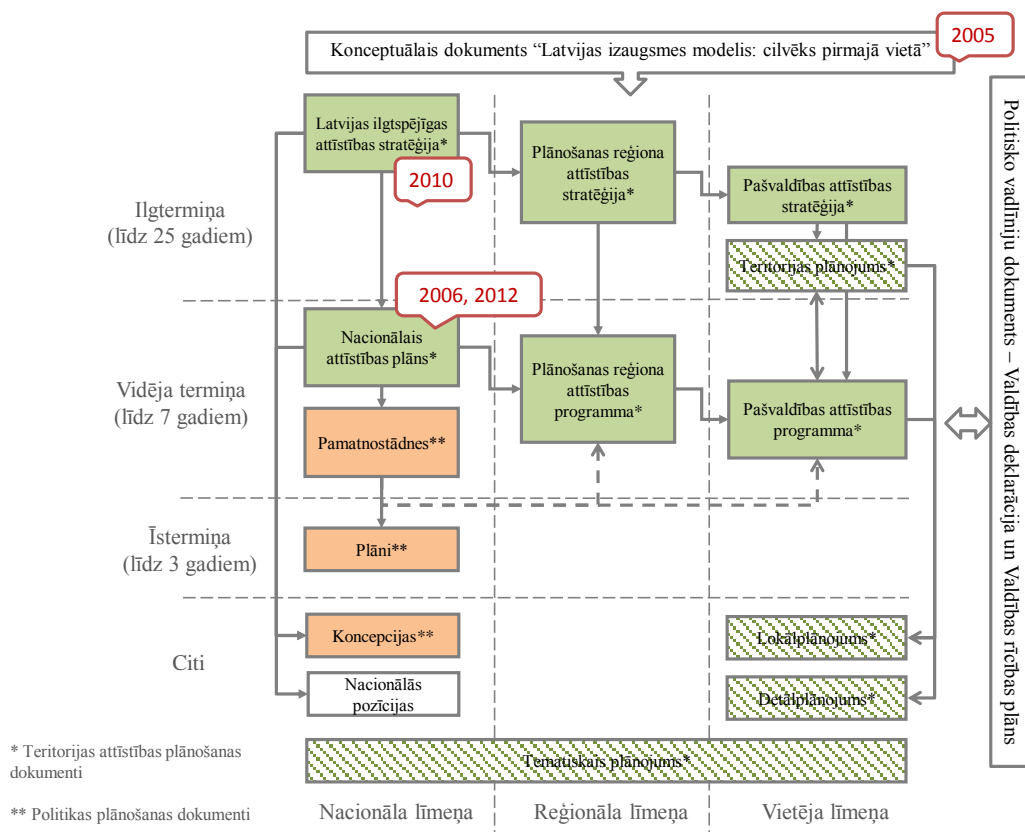 2005
Konceptuālais dokuments “Latvijas izaugsmes modelis: cilvēks pirmajā vietā”
Latvijas ilgtspējīgas
attīstības stratēģija*
2010
Plānošanas reģiona
attīstības
stratēģija*
Pašvaldības attīstības
stratēģija*
Teritorijas plānojums*
Ilgtermiņa
(līdz 25 gadiem)
2006, 2012
Nacionālais
attīstības plāns*
Plānošanas reģiona
attīstības
programma*
Pašvaldības attīstības
programma*
Vidēja termiņa
(līdz 7 gadiem)
Pamatnostādnes**
Īstermiņa
(līdz 3 gadiem)
Plāni**
Citi
Koncepcijas**
Nacionālās
pozīcijas
Lokālplānojums*
Detālplānojums*
Tematiskais plānojums*
* Teritorijas attīstības plānošanas
dokumenti
** Politikas plānošanas dokumenti
Nacionāla līmeņa
Reģionāla līmeņa
Vietēja līmeņa
Politisko vadlīniju dokuments – Valdības deklarācija un Valdības rīcības plāns